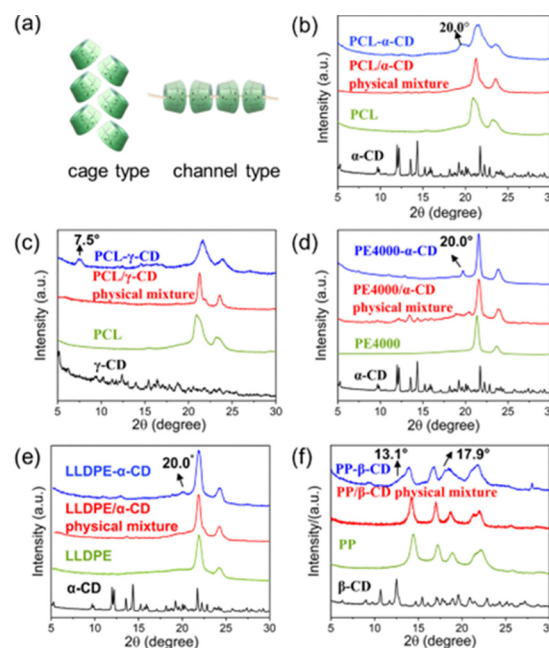 (a)
cage type
channel type
(b)
20.0°
PCL-α-CD
PCL/α-CD
physical mixture
PCL
α-CD
Intensity (a.u.)
5 10 15 20 25 30
2θ (degree)
(c)
7.5°
PCL-γ-CD
PCL/γ-CD
physical mixture
PCL
γ-CD
Intensity (a.u.)
5 10 15 20 25 30
2θ (degree)
(d)
20.0°
PE4000-α-CD
PE4000/α-CD
physical mixture
PE4000
α-CD
Intensity (a.u.)
5 10 15 20 25 30
2θ (degree)
(e)
20.0°
LLDPE-α-CD
LLDPE/α-CD
physical mixture
LLDPE
α-CD
Intensity (a.u.)
5 10 15 20 25 30
2θ (degree)
(f)
13.1°
17.9°
PP-β-CD
PP/β-CD physical mixture
PP
β-CD
Intensity/(a.u.)
5 10 15 20 25 30
2θ (degree)